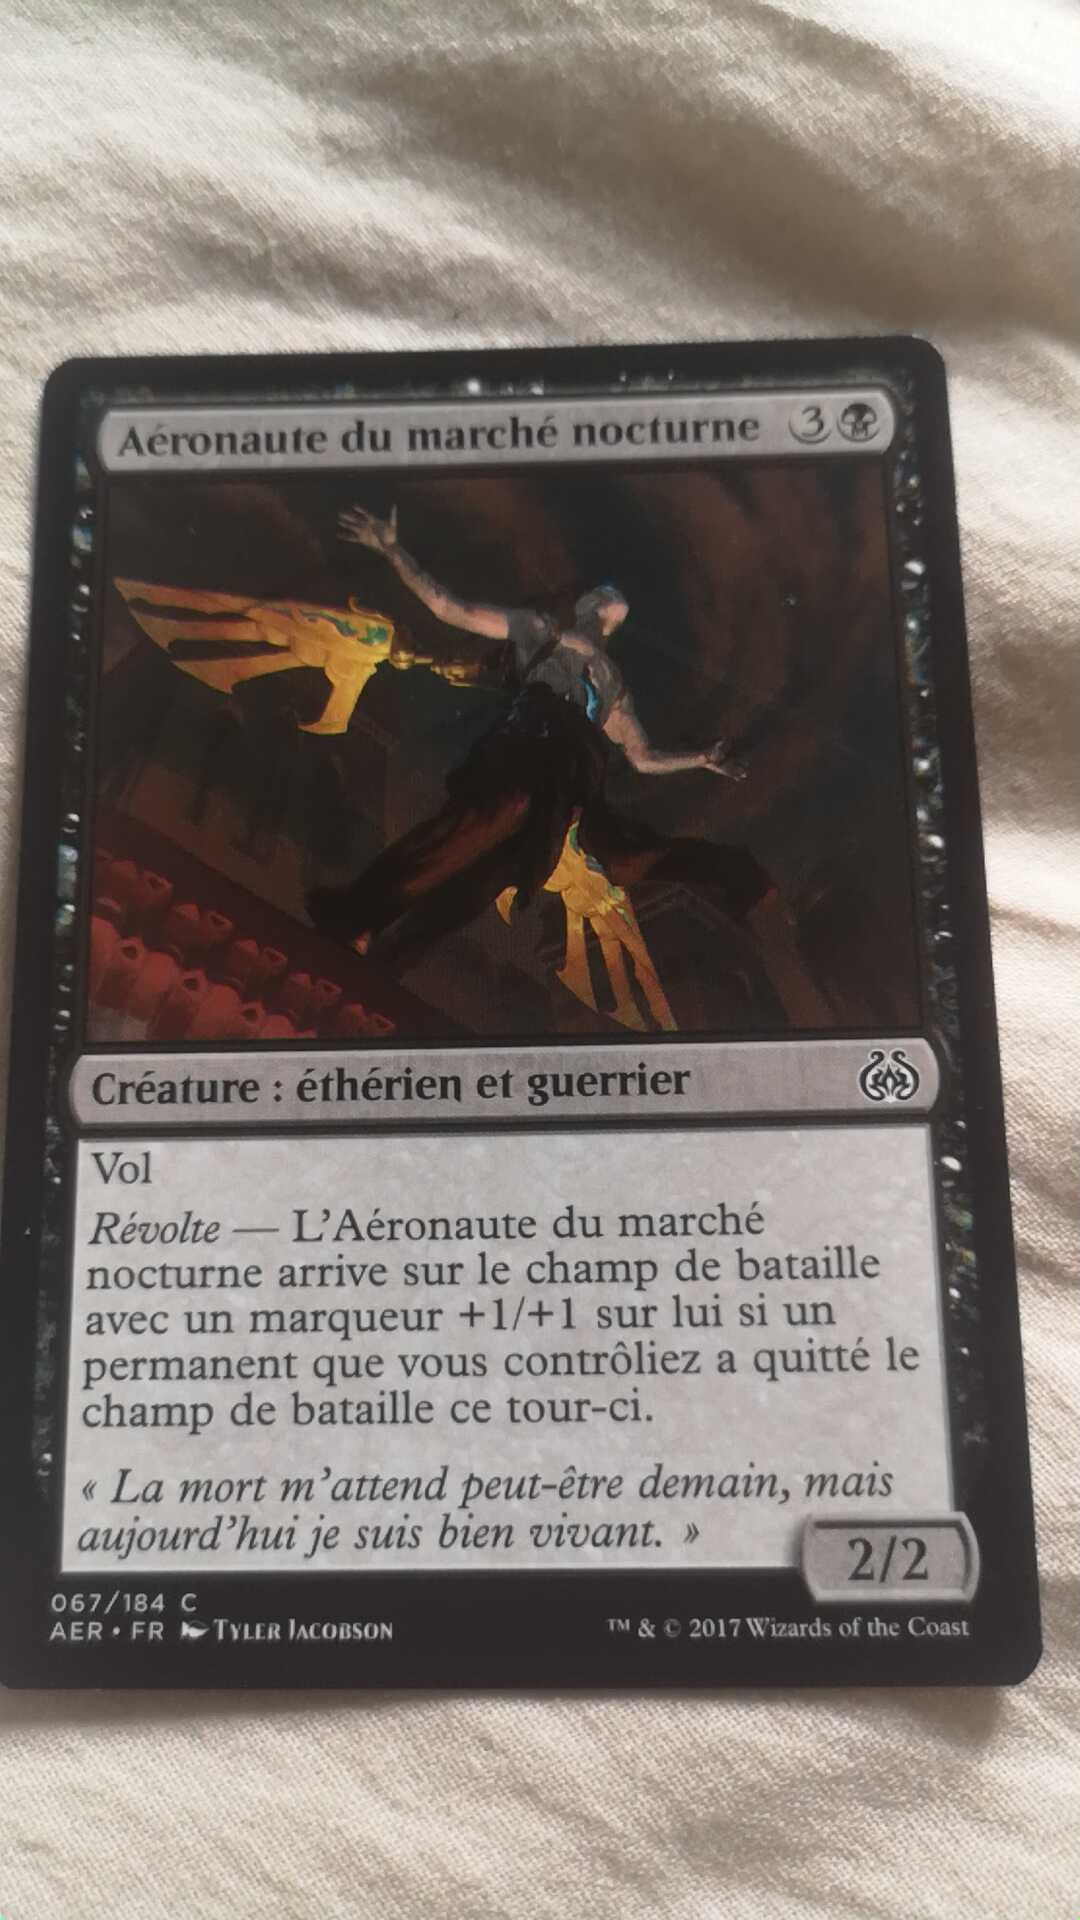 Aéronaute du marché nocturne 3
Créature : éthérien et guerrier
Vol
Révolte — L'Aéronaute du marché
nocturne arrive sur le champ de bataille
avec un marqueur +1/+1 sur lui si un
permanent que vous contrôliez a quitté le
champ de bataille ce tour-ci.
« La mort m'attend peut-être demain, mais
aujourd'hui je suis bien vivant. »
2/2
067/184 C
AER • FR TYLER JACOBSON
™ & © 2017 Wizards of the Coast